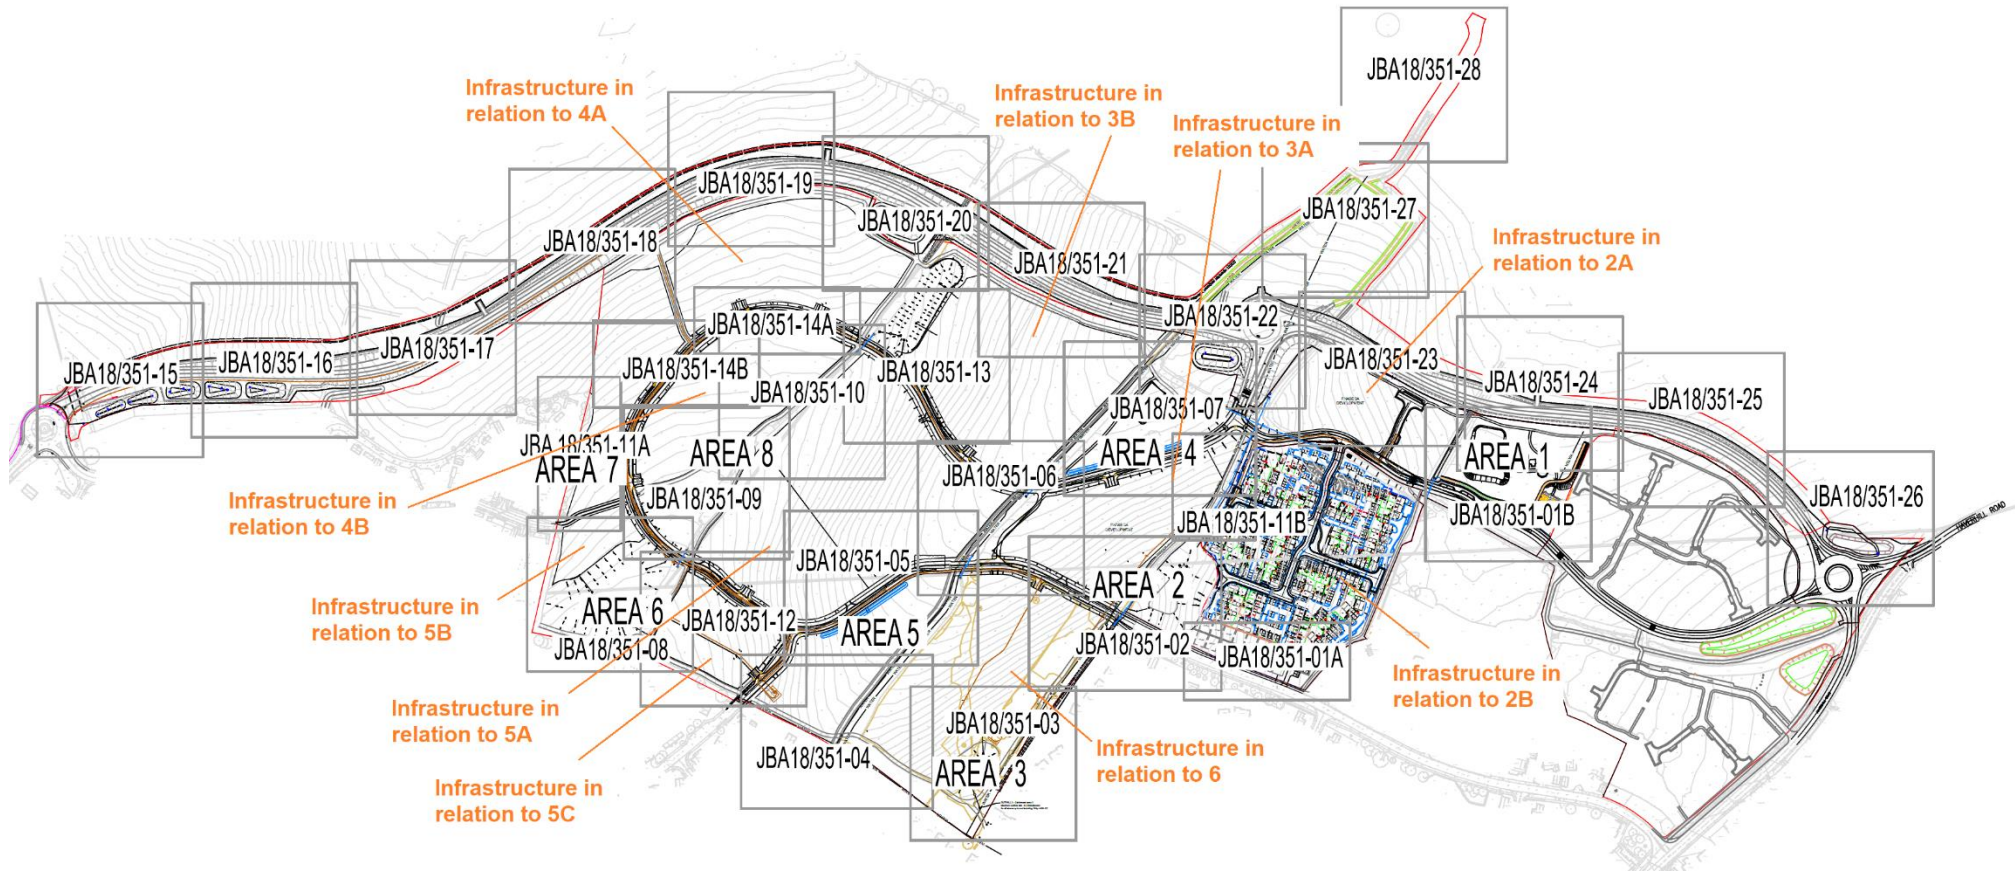 JBA18/351-28
Infrastructure in
relation to 4A
Infrastructure in
relation to 3B
Infrastructure in
relation to 3A
JBA18/351-19
JBA18/351-27
JBA18/351-20
JBA18/351-18
Infrastructure in
relation to 2A
JBA18/351-21
JBA18/351-22
JBA18/351-14A
JBA18/351-17
JBA18/351-16
JBA18/351-15
JBA18/351-14B
JBA18/351-13
JBA18/351-23
JBA18/351-24
JBA18/351-10
JBA18/351-25
JBA18/351-07
JBA18/351-11A
AREA 7
AREA 8
AREA 4
AREA 1
JBA18/351-06
JBA18/351-09
Infrastructure in
relation to 4B
JBA18/351-26
JBA18/351-01B
JBA18/351-11B
HAVERHILL ROAD
JBA18/351-05
AREA 2
Infrastructure in
relation to 5B
AREA 6
JBA18/351-12
AREA 5
JBA18/351-08
JBA18/351-02
JBA18/351-01A
Infrastructure in
relation to 2B
Infrastructure in
relation to 5A
JBA18/351-03
JBA18/351-04
AREA 3
Infrastructure in
relation to 6
Infrastructure in
relation to 5C